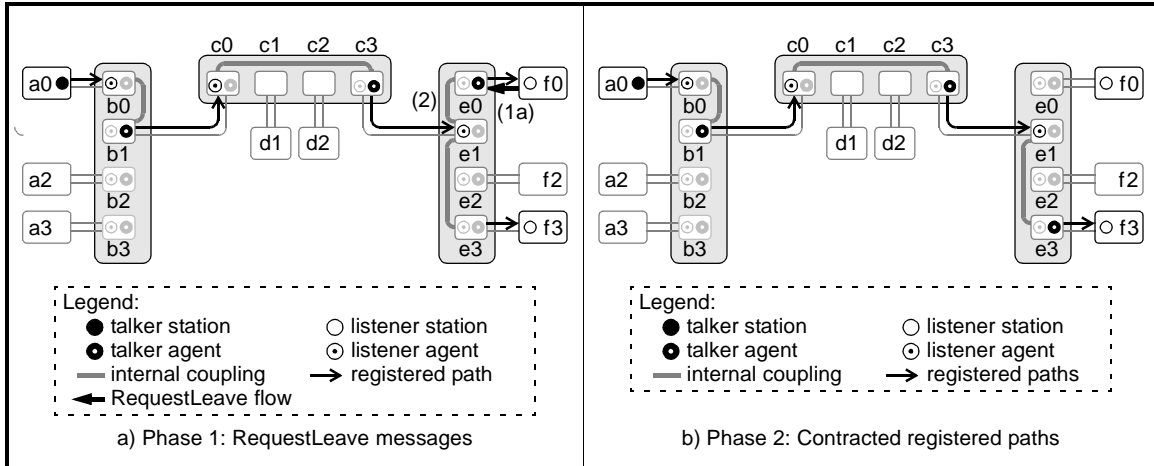 c0 c1 c2 c3
a0 b0 (2) e0 f0
(1a)
b1 d1 d2 e1
a2 b2 e2 f2
a3 b3 e3 f3
Legend:
talker station listener station
talker agent listener agent
internal coupling registered path
RequestLeave flow
a) Phase 1: RequestLeave messages
c0 c1 c2 c3
a0 b0 e0 f0
b1 d1 d2 e1
a2 b2 e2 f2
a3 b3 e3 f3
Legend:
talker station listener station
talker agent listener agent
internal coupling registered paths
b) Phase 2: Contracted registered paths